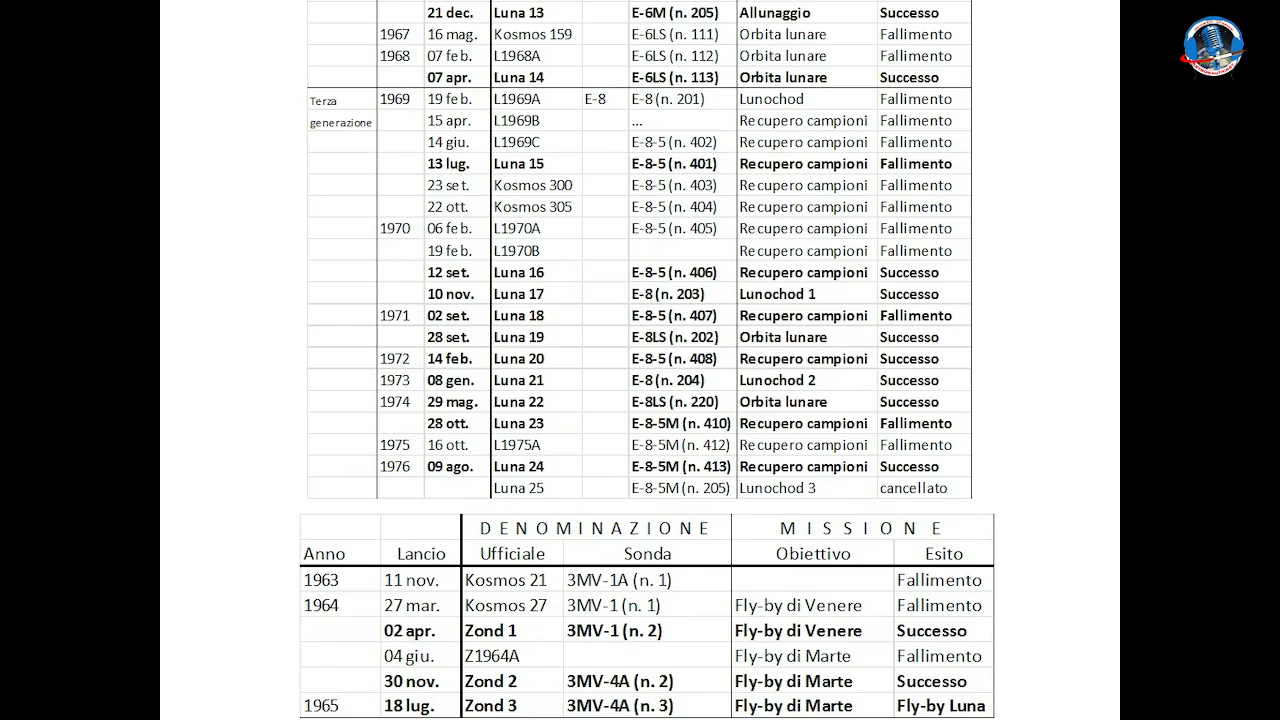 21 dec. Luna 13 E-6M (n. 205) Allunaggio Successo
1967 16 mag. Kosmos 159 E-6LS (n. 111) Orbita lunare Fallimento
1968 07 feb. L1968A E-6LS (n. 112) Orbita lunare Fallimento
07 apr. Luna 14 E-6LS (n. 113) Orbita lunare Successo
Terza 1969 19 feb. L1969A E-8 E-8 (n. 201) Lunochod Fallimento
generazione 15 apr. L1969B ... Recupero campioni Fallimento
14 giu. L1969C E-8-5 (n. 402) Recupero campioni Fallimento
13 lug. Luna 15 E-8-5 (n. 401) Recupero campioni Fallimento
23 set. Kosmos 300 E-8-5 (n. 403) Recupero campioni Fallimento
22 ott. Kosmos 305 E-8-5 (n. 404) Recupero campioni Fallimento
1970 06 feb. L1970A E-8-5 (n. 405) Recupero campioni Fallimento
19 feb. L1970B Recupero campioni Fallimento
12 set. Luna 16 E-8-5 (n. 406) Recupero campioni Successo
10 nov. Luna 17 E-8 (n. 203) Lunochod 1 Successo
1971 02 set. Luna 18 E-8-5 (n. 407) Recupero campioni Fallimento
28 set. Luna 19 E-8LS (n. 202) Orbita lunare Successo
1972 14 feb. Luna 20 E-8-5 (n. 408) Recupero campioni Successo
1973 08 gen. Luna 21 E-8 (n. 204) Lunochod 2 Successo
1974 29 mag. Luna 22 E-8LS (n. 220) Orbita lunare Successo
28 ott. Luna 23 E-8-5M (n. 410) Recupero campioni Fallimento
1975 16 ott. L1975A E-8-5M (n. 412) Recupero campioni Fallimento
1976 09 ago. Luna 24 E-8-5M (n. 413) Recupero campioni Successo
Luna 25 E-8-5M (n. 205) Lunochod 3 cancellato
DENOMINAZIONE MISSIONE
Anno Lancio Ufficiale Sonda Obiettivo Esito
1963 11 nov. Kosmos 21 3MV-1A (n. 1) Fallimento
1964 27 mar. Kosmos 27 3MV-1 (n. 1) Fly-by di Venere Fallimento
02 apr. Zond 1 3MV-1 (n. 2) Fly-by di Venere Successo
04 giu. Z1964A Fly-by di Marte Fallimento
30 nov. Zond 2 3MV-4A (n. 2) Fly-by di Marte Successo
1965 18 lug. Zond 3 3MV-4A (n. 3) Fly-by di Marte Fly-by Luna